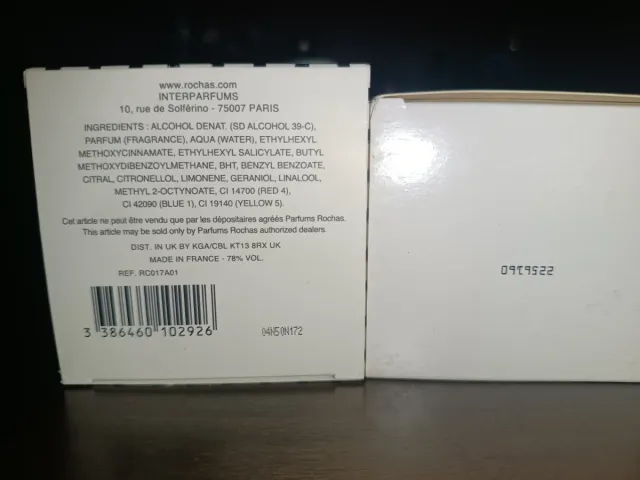 www.rochas.com
INTERPARFUMS
10, rue de Solférino - 75007 PARIS
INGREDIENTS : ALCOHOL DENAT. (SD ALCOHOL 39-C),
PARFUM (FRAGRANCE), AQUA (WATER), ETHYLHEXYL
METHOXYCINNAMATE, ETHYLHEXYL SALICYLATE, BUTYL
METHOXYDIBENZOYLMETHANE, BHT, BENZYL BENZOATE,
CITRAL, CITRONELLOL, LIMONENE, GERANIOL, LINALOOL,
METHYL 2-OCTYNOATE, CI 14700 (RED 4),
CI 42090 (BLUE 1), CI 19140 (YELLOW 5).
Cet article ne peut être vendu que par les dépositaires agréés Parfums Rochas.
This article may be sold only by Parfums Rochas authorized dealers.
DIST. IN UK BY KGA/CBL KT13 8RX UK
MADE IN FRANCE - 78% VOL.
REF. RC017A01
3 386460 102926
04N50N172